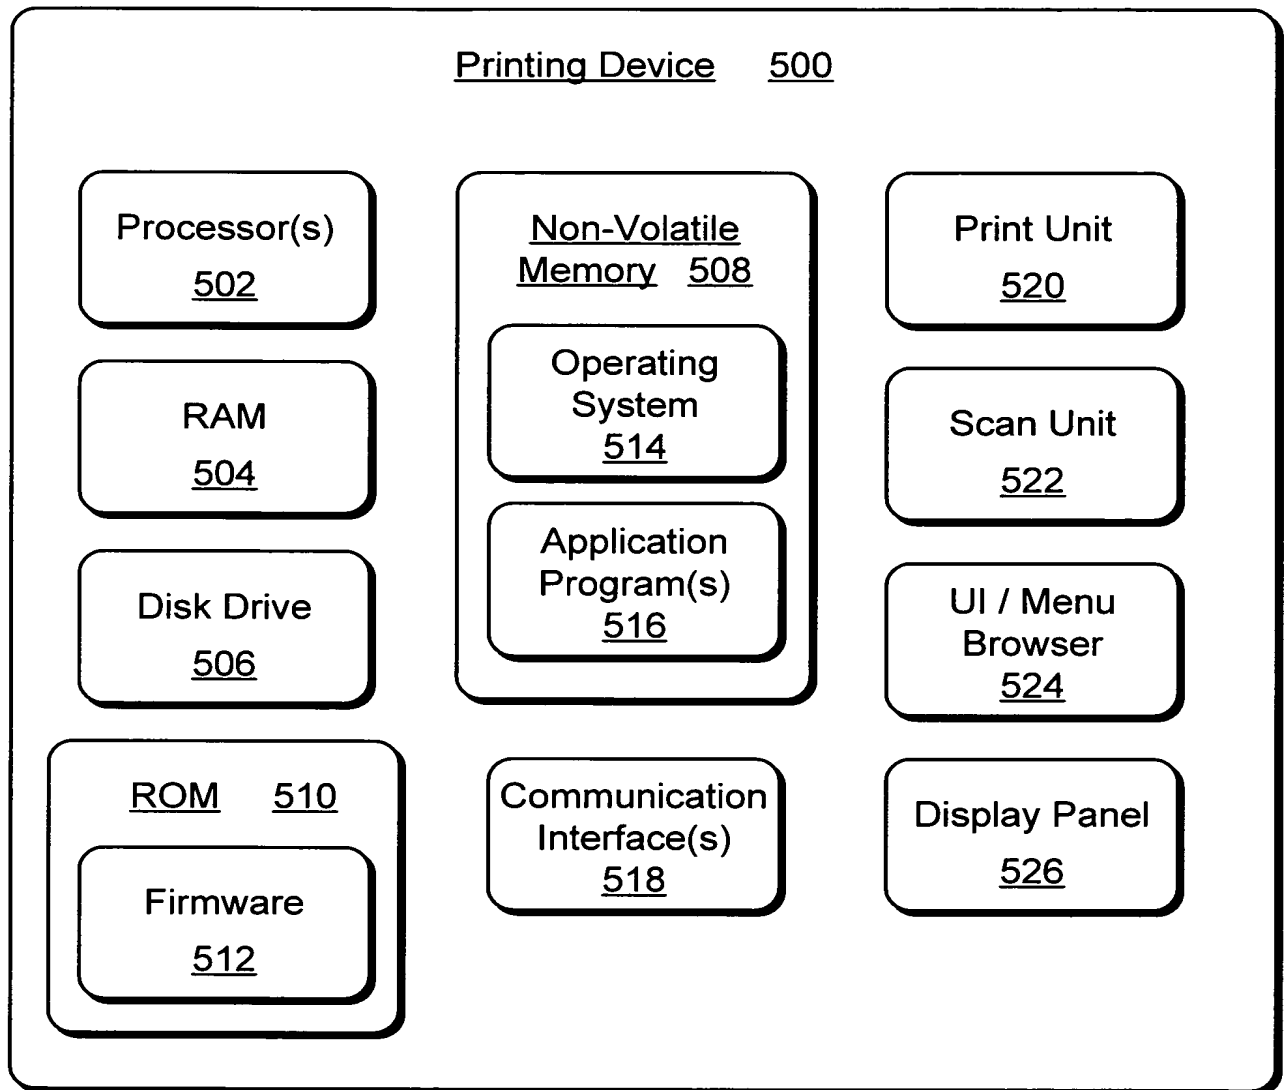 Printing Device 500
Processor(s)
502
RAM
504
Disk Drive
506
ROM 510
Firmware
512
Non-Volatile
Memory 508
Operating
System
514
Application
Program(s)
516
Communication
Interface(s)
518
Print Unit
520
Scan Unit
522
UI / Menu
Browser
524
Display Panel
526